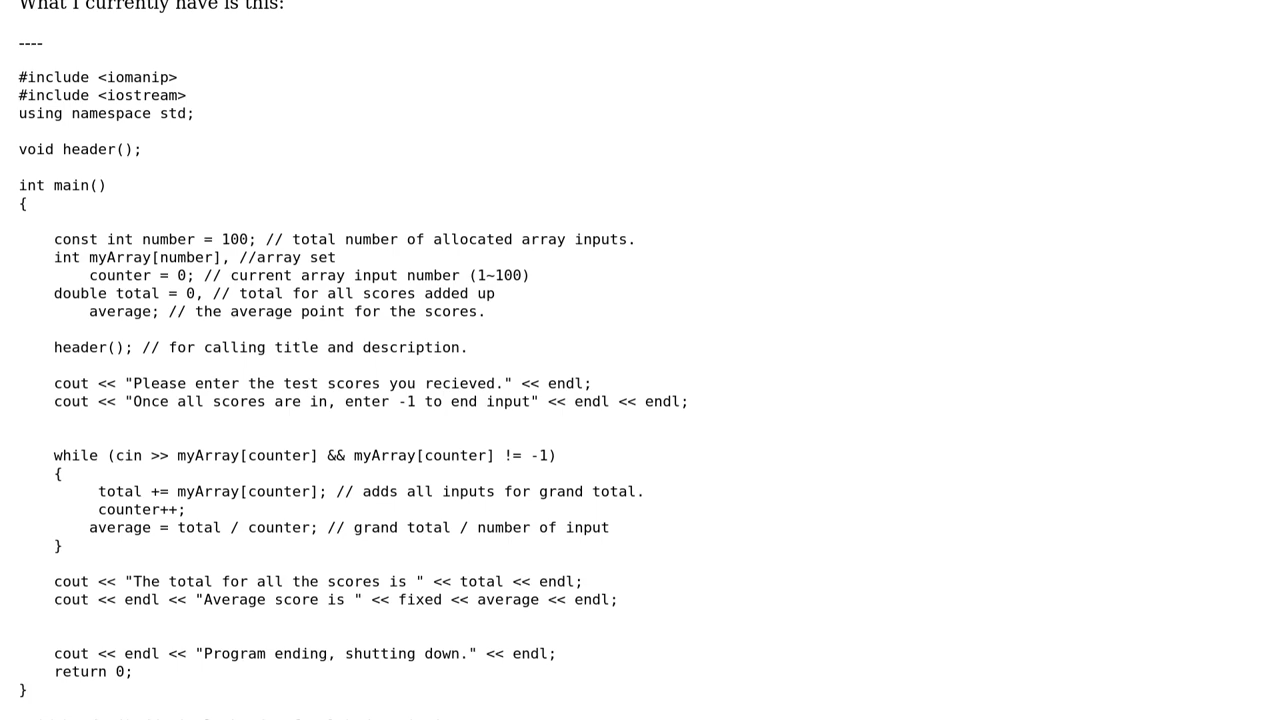 What I currently have is this:
----
#include <iomanip>
#include <iostream>
using namespace std;
void header();
int main()
{
const int number = 100; // total number of allocated array inputs.
int myArray[number], //array set
counter = 0; // current array input number (1~100)
double total = 0, // total for all scores added up
average; // the average point for the scores.
header(); // for calling title and description.
cout << "Please enter the test scores you recieved." << endl;
cout << "Once all scores are in, enter -1 to end input" << endl << endl;
while (cin >> myArray[counter] && myArray[counter] != -1)
{
total += myArray[counter]; // adds all inputs for grand total.
counter++;
average = total / counter; // grand total / number of input
}
cout << "The total for all the scores is " << total << endl;
cout << endl << "Average score is " << fixed << average << endl;
cout << endl << "Program ending, shutting down." << endl;
return 0;
}